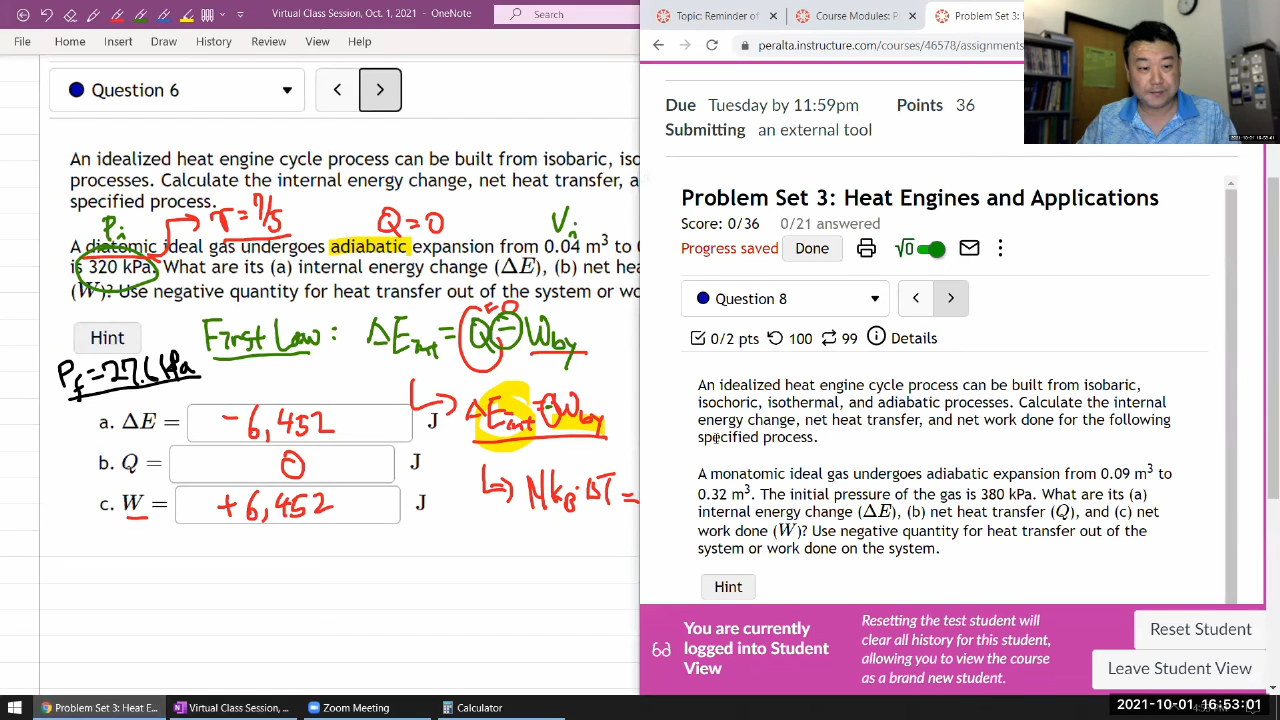 Virtual Class Session, Oct. 1, 2021 - OneNote
Search
File Home Insert Draw History Review View Help
Question 6
An idealized heat engine cycle process can be built from isobaric, iso
processes. Calculate the internal energy change, net heat transfer, a
specified process.
Pi γ = 7/5 Q = 0 Vi
A diatomic ideal gas undergoes adiabatic expansion from 0.04 m³ to
is 320 kPa. What are its (a) internal energy change (ΔE), (b) net hea
(W)? Use negative quantity for heat transfer out of the system or wo
Hint
First Law: ΔEint = Q − Wby
Pf = 27.6 kPa
ΔEint = − Wby
a. ΔE = -6,452 J
b. Q = 0 J
c. W = +6,452 J
NkB·ΔT =
Topic: Reminder of
Course Modules: P
Problem Set 3:
peralta.instructure.com/courses/46578/assignments
Due Tuesday by 11:59pm Points 36
Submitting an external tool
Problem Set 3: Heat Engines and Applications
Score: 0/36 0/21 answered
Progress saved Done √0
Question 8
0/2 pts 100 99 Details
An idealized heat engine cycle process can be built from isobaric,
isochoric, isothermal, and adiabatic processes. Calculate the internal
energy change, net heat transfer, and net work done for the following
specified process.
A monatomic ideal gas undergoes adiabatic expansion from 0.09 m³ to
0.32 m³. The initial pressure of the gas is 380 kPa. What are its (a)
internal energy change (ΔE), (b) net heat transfer (Q), and (c) net
work done (W)? Use negative quantity for heat transfer out of the
system or work done on the system.
Hint
You are currently
logged into Student
View
Resetting the test student will
clear all history for this student,
allowing you to view the course
as a brand new student.
Reset Student
Leave Student View
Problem Set 3: Heat E...
Virtual Class Session, ...
Zoom Meeting
Calculator
2021-10-01 16:53:01